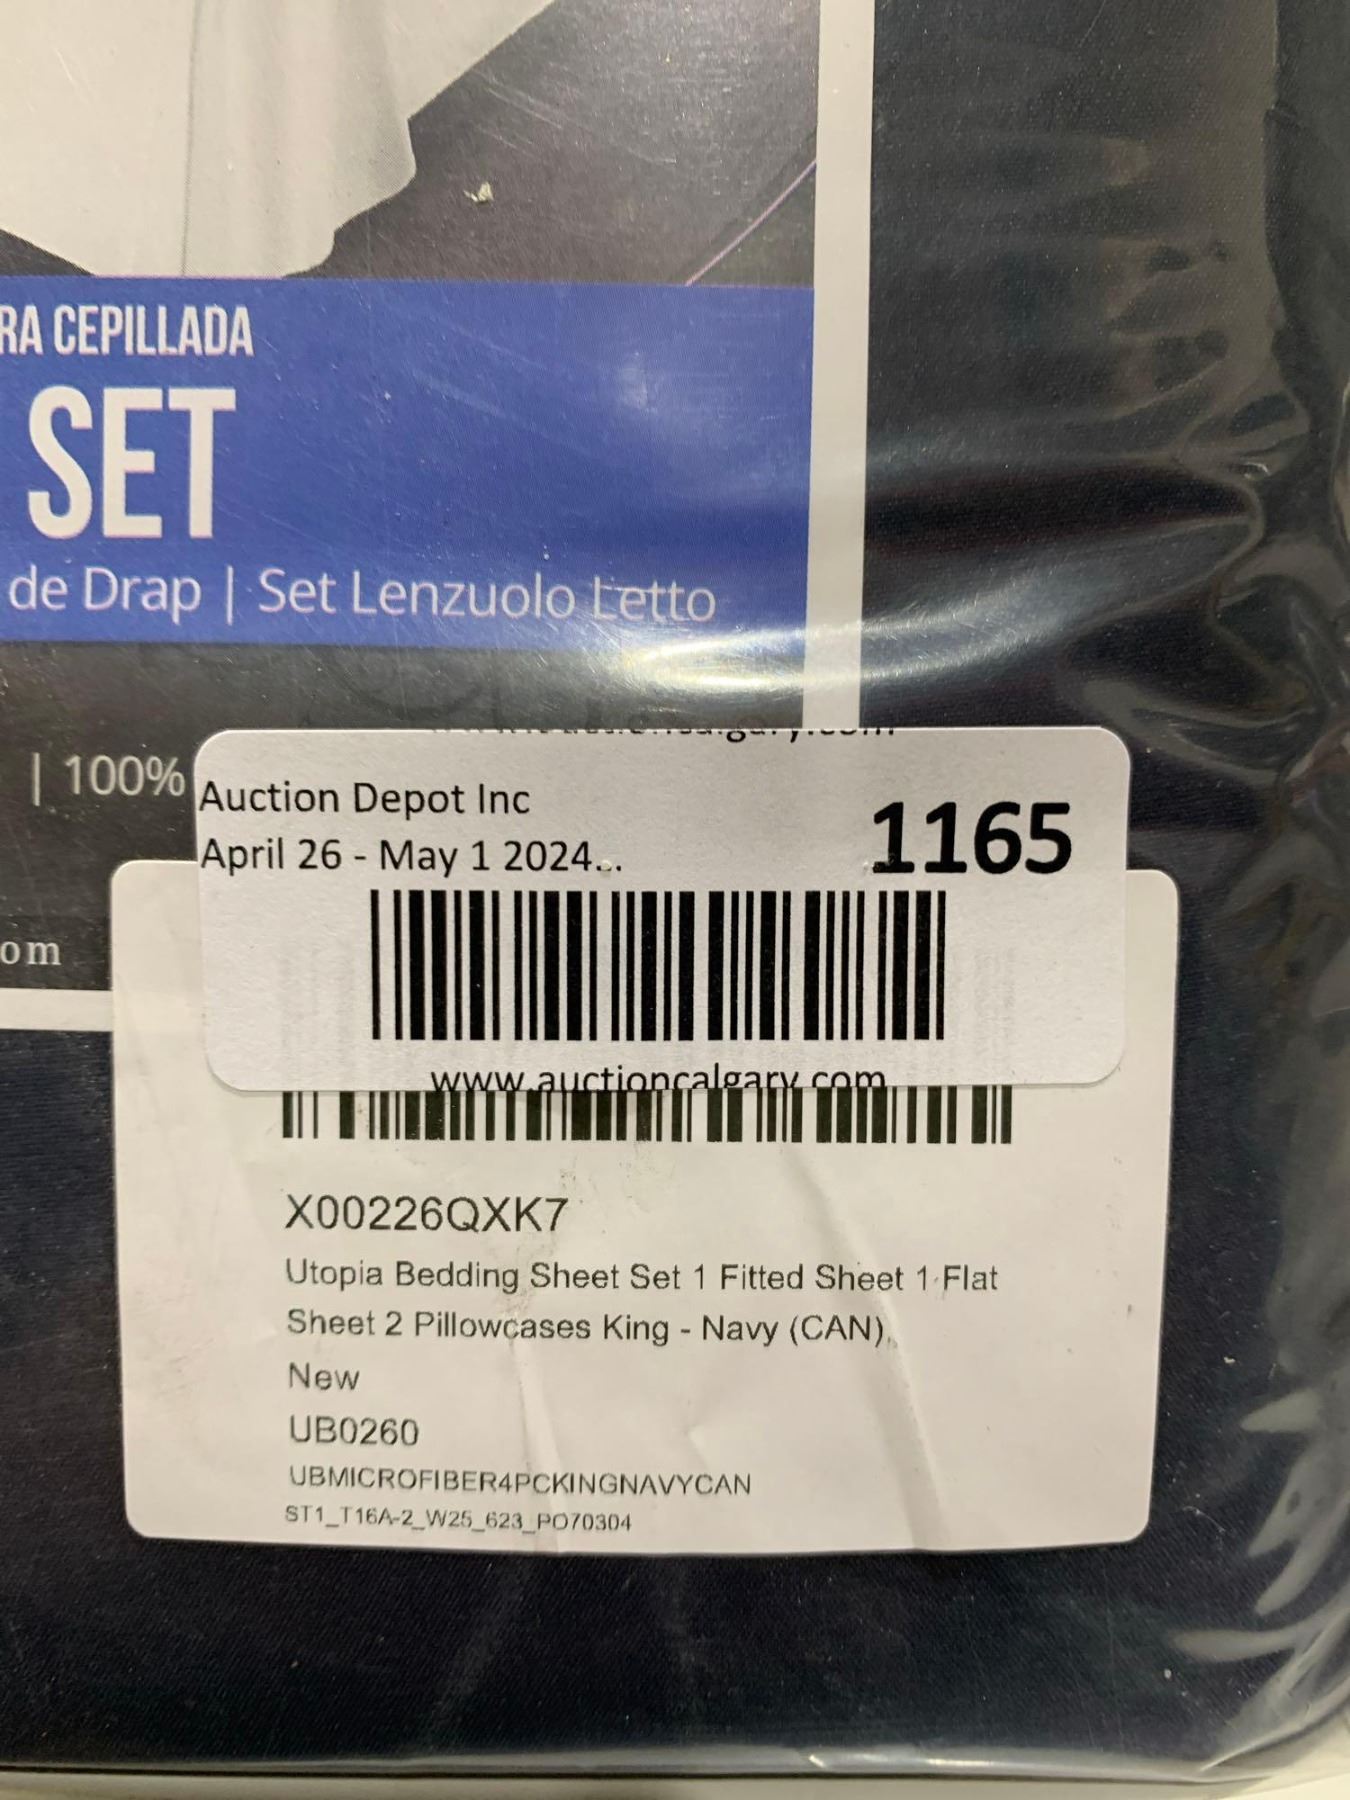 RA CEPILLADA
SET
de Drap | Set Lenzuolo Letto
| 100%
Auction Depot Inc
1165
April 26 - May 1 2024...
om
www.auctioncalgary.com
X00226QXK7
Utopia Bedding Sheet Set 1 Fitted Sheet 1 Flat
Sheet 2 Pillowcases King - Navy (CAN)
New
UB0260
UBMICROFIBER4PCKINGNAVYCAN
ST1_T16A-2_W25_623_PO70304